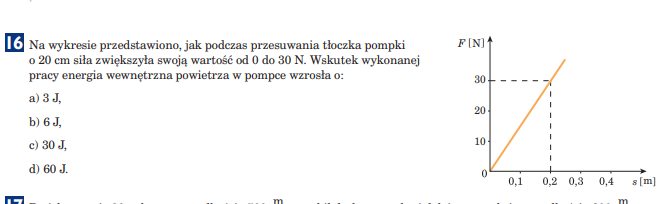 16 Na wykresie przedstawiono, jak podczas przesuwania tłoczka pompki
o 20 cm siła zwiększyła swoją wartość od 0 do 30 N. Wskutek wykonanej
pracy energia wewnętrzna powietrza w pompce wzrosła o:
a) 3 J,
b) 6 J,
c) 30 J,
d) 60 J.
F [N]
30
20
10
0
0,1 0,2 0,3 0,4 s [m]
17
m
m